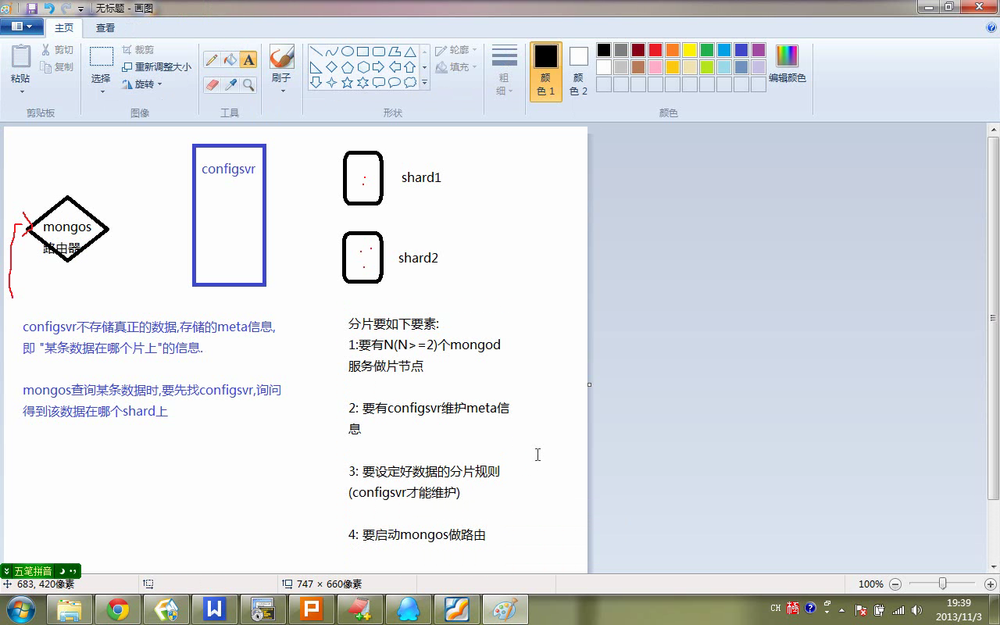 无标题 - 画图
主页
查看
粘贴
剪切
复制
剪贴板
选择
裁剪
重新调整大小
旋转
图像
A
工具
刷子
形状
轮廓
填充
粗
细
颜
色 1
颜
色 2
编辑颜色
颜色
configsvr
shard1
mongos
路由器
shard2
configsvr不存储真正的数据,存储的meta信息,
即 "某条数据在哪个片上"的信息.
mongos查询某条数据时,要先找configsvr,询问
得到该数据在哪个shard上
分片要如下要素:
1:要有N(N>=2)个mongod
服务做片节点
2: 要有configsvr维护meta信
息
3: 要设定好数据的分片规则
(configsvr才能维护)
4: 要启动mongos做路由
五笔拼音
683, 420像素
747 × 660像素
100%
W
P
CH
19:39
2013/11/3